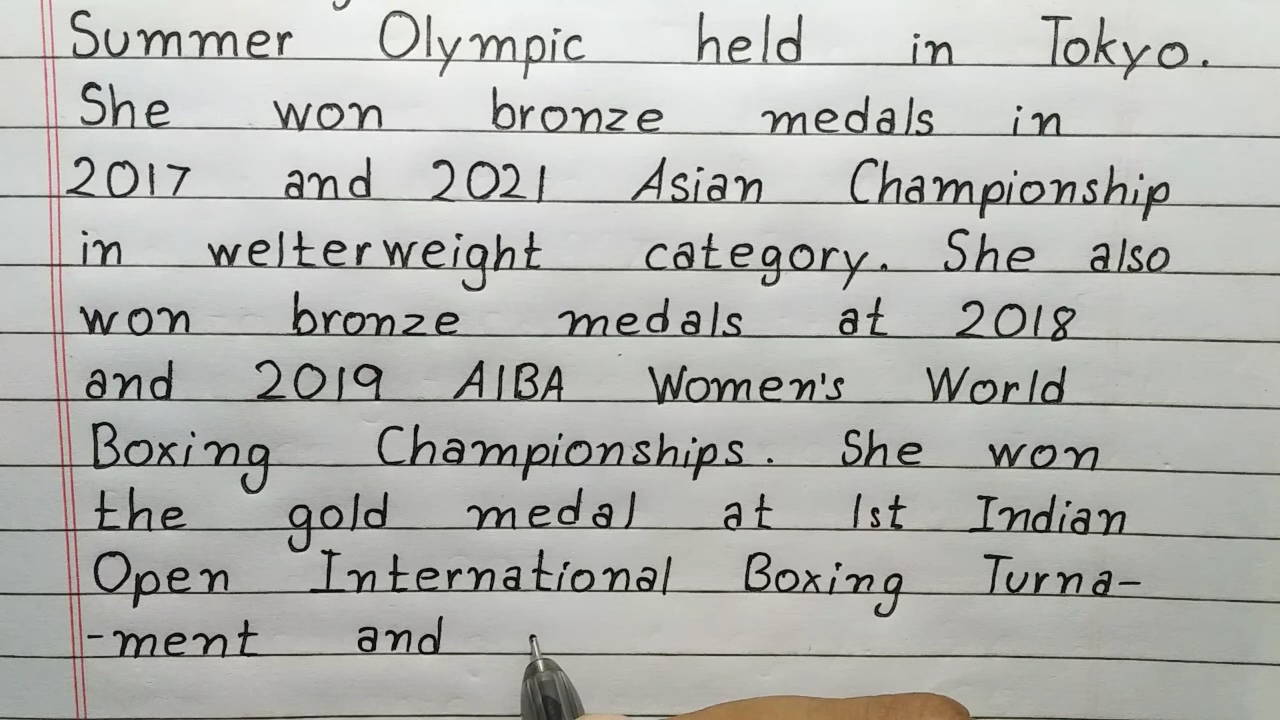 Summer Olympic held in Tokyo.
She won bronze medals in
2017 and 2021 Asian Championship
in welterweight category. She also
won bronze medals at 2018
and 2019 AIBA Women's World
Boxing Championships. She won
the gold medal at 1st Indian
Open International Boxing Turna-
-ment and